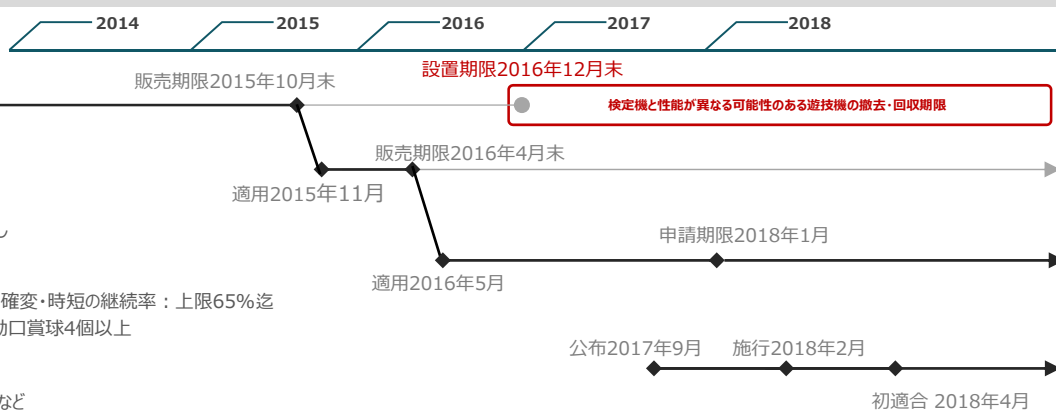 2014 2015 2016 2017 2018
設置期限2016年12月末
販売期限2015年10月末
検定機と性能が異なる可能性のある遊技機の撤去・回収期限
販売期限2016年4月末
適用2015年11月
し
申請期限2018年1月
適用2016年5月
確変・時短の継続率：上限65%迄
動口賞球4個以上
公布2017年9月 施行2018年2月
など
初適合 2018年4月